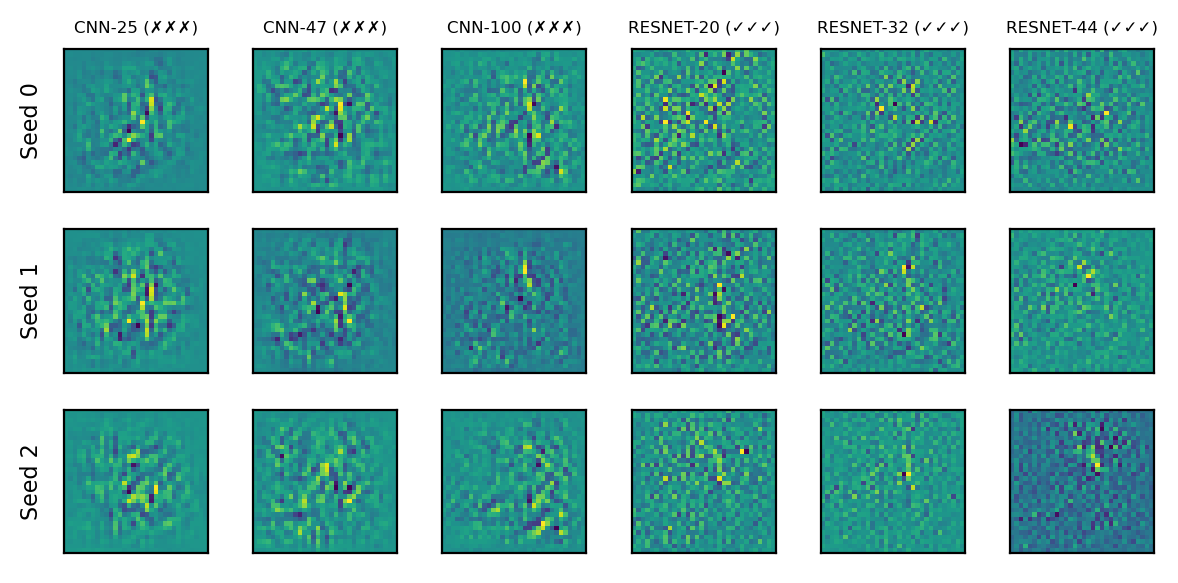 CNN-25 (✗✗✗) CNN-47 (✗✗✗) CNN-100 (✗✗✗) RESNET-20 (✓✓✓) RESNET-32 (✓✓✓) RESNET-44 (✓✓✓)
Seed 0
Seed 1
Seed 2